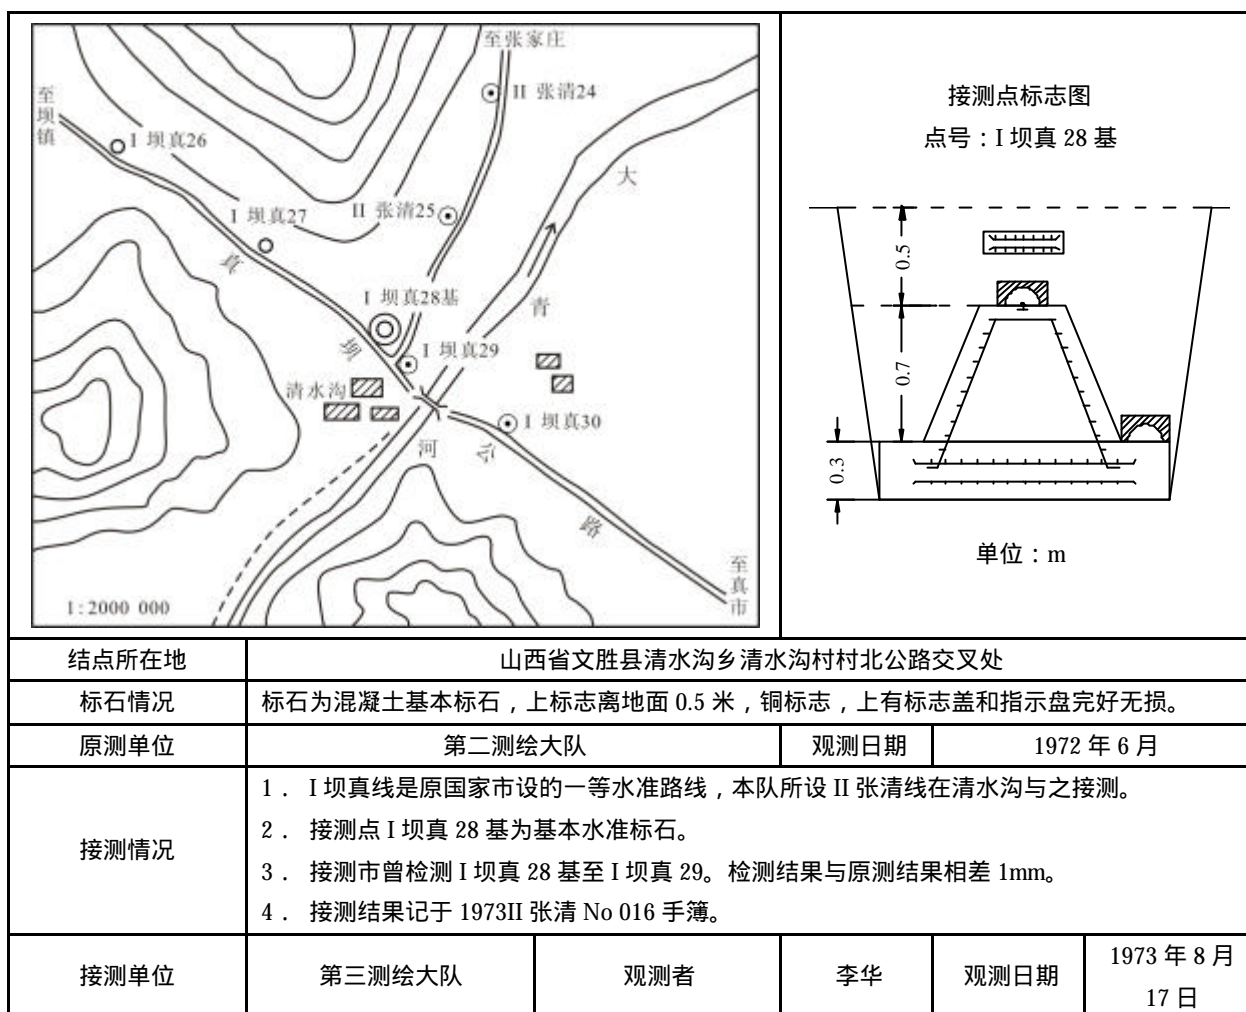 至张家庄
II 张清24
至坝镇
I 坝真26
大
I 坝真27
II 张清25
真
I 坝真28基
青
坝
I 坝真29
清水沟
I 坝真30
河
公
路
至真市
1:2000 000
接测点标志图
点号：I 坝真 28 基
0.5
0.7
0.3
单位：m
结点所在地
山西省文胜县清水沟乡清水沟村村北公路交叉处
标石情况
标石为混凝土基本标石，上标志离地面 0.5 米，铜标志，上有标志盖和指示盘完好无损。
原测单位
第二测绘大队
观测日期
1972 年 6 月
接测情况
1． I 坝真线是原国家市设的一等水准路线，本队所设 II 张清线在清水沟与之接测。
2． 接测点 I 坝真 28 基为基本水准标石。
3． 接测市曾检测 I 坝真 28 基至 I 坝真 29。检测结果与原测结果相差 1mm。
4． 接测结果记于 1973II 张清 No 016 手簿。
接测单位
第三测绘大队
观测者
李华
观测日期
1973 年 8 月
17 日